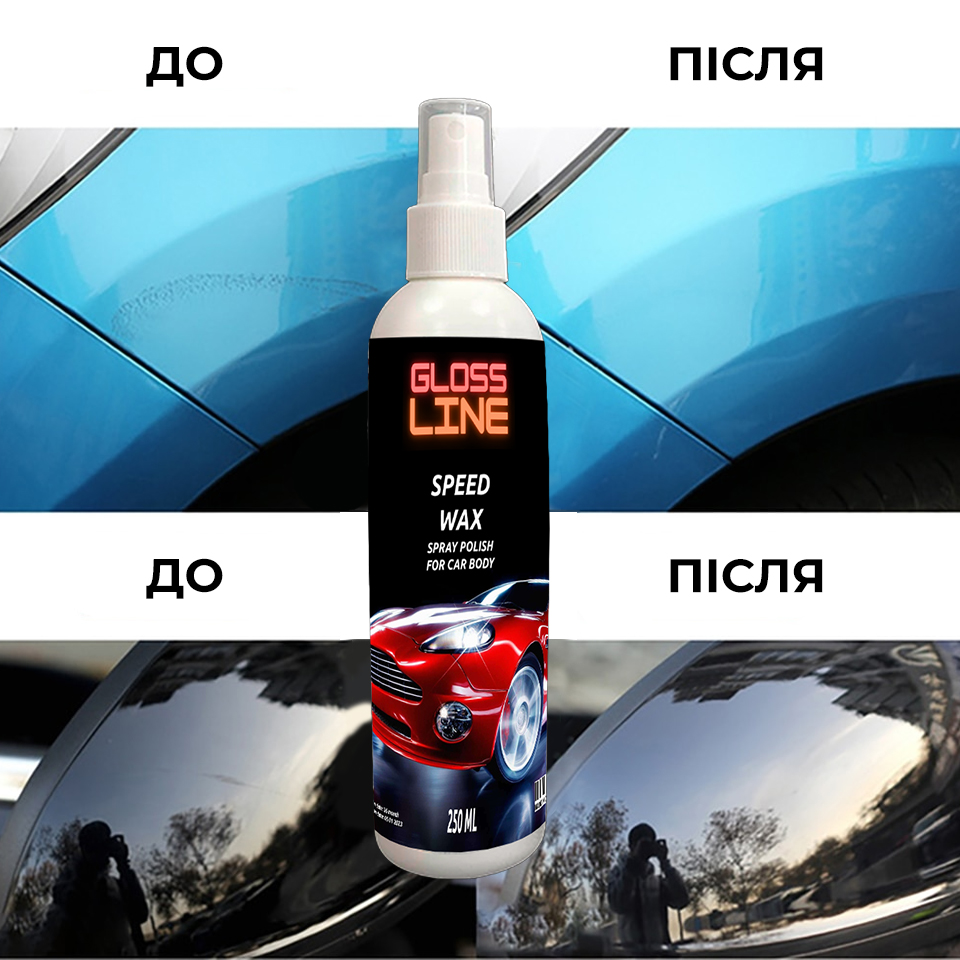 ДО
ПІСЛЯ
GLOSS
LINE
SPEED
WAX
SPRAY POLISH
FOR CAR BODY
ДО
ПІСЛЯ
250 ML